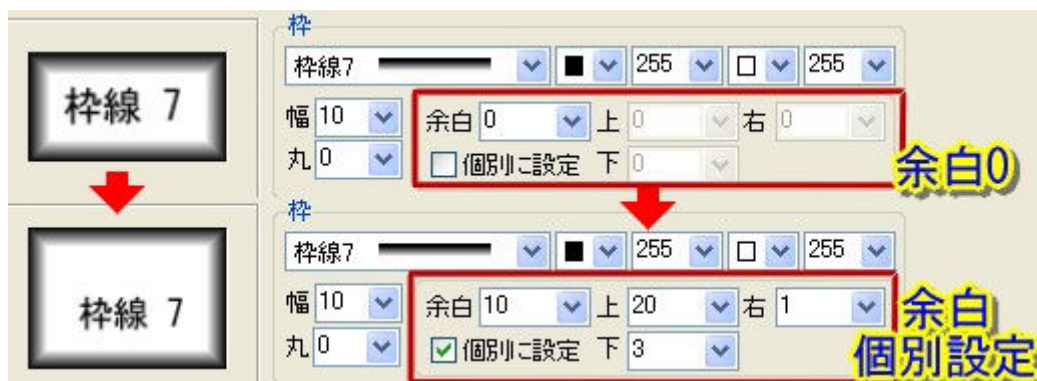 枠
枠線7 ■ 255 □ 255
枠線 7
幅 10 余白 0 上 0 右 0
丸 0 個別に設定 下 0
余白0
枠
枠線7 ■ 255 □ 255
枠線 7
幅 10 余白 10 上 20 右 1
丸 0 個別に設定 下 3
余白
個別設定